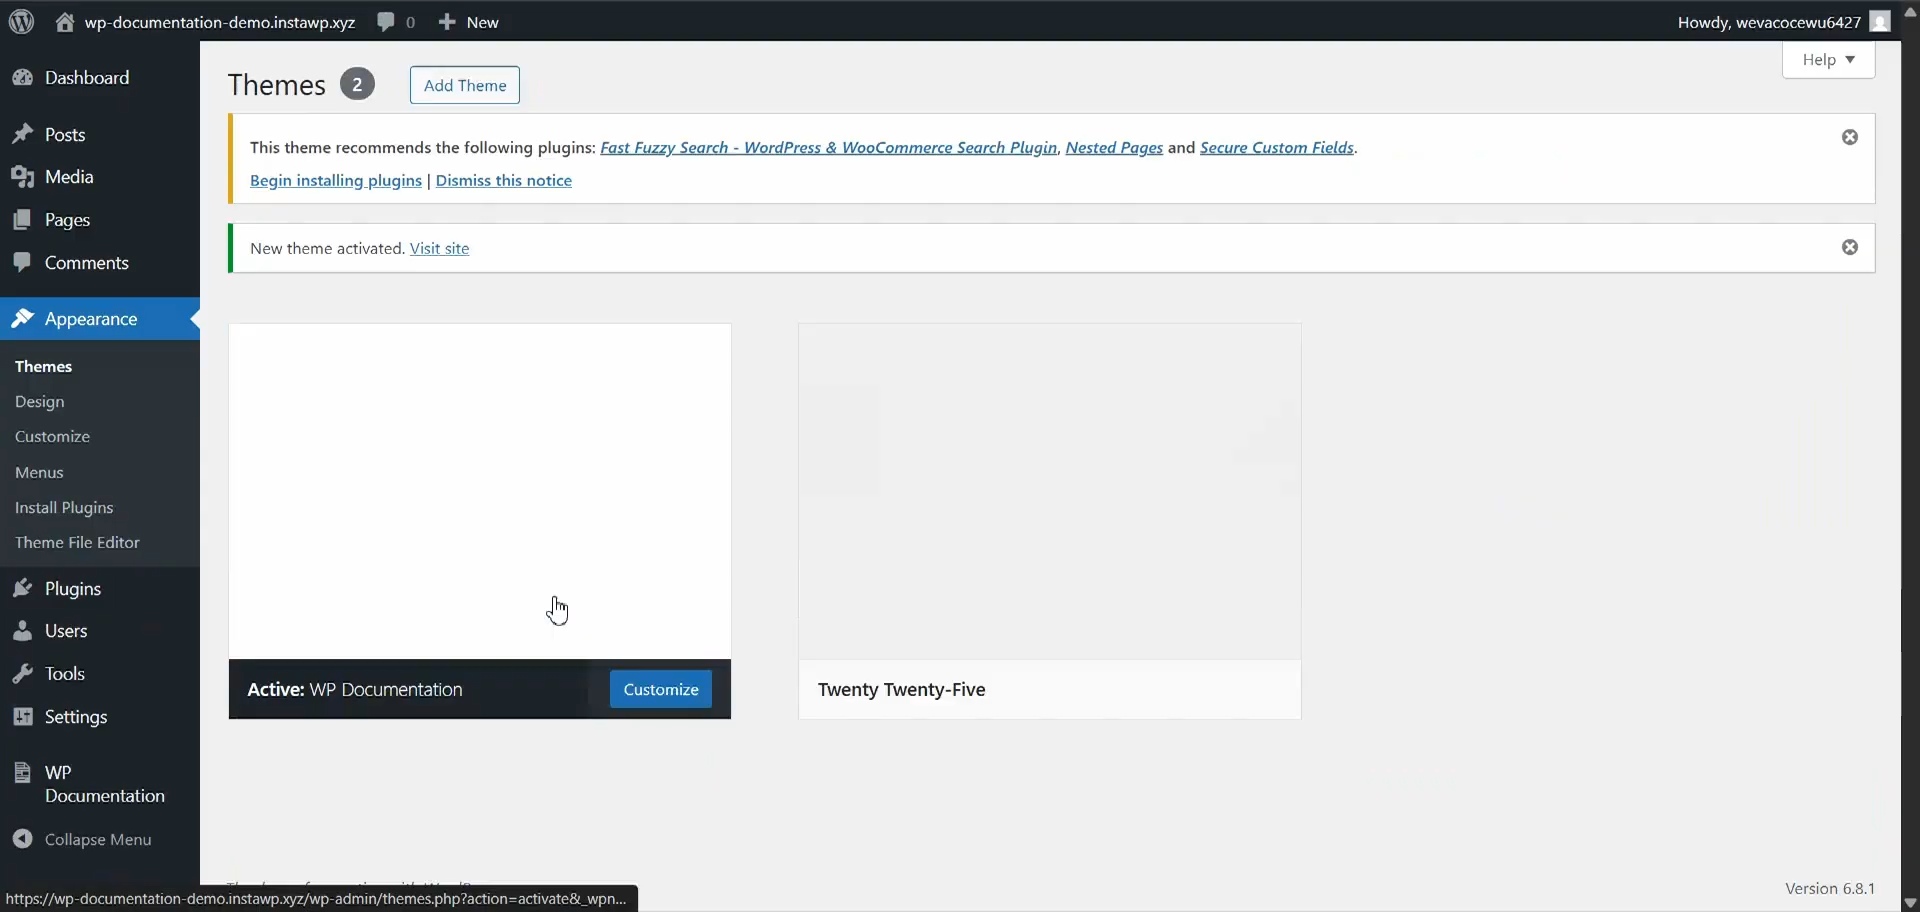 wp-documentation-demo.instawp.xyz 0 New Howdy, wevacocewu6427
Dashboard
Posts
Media
Pages
Comments
Appearance
Themes
Design
Customize
Menus
Install Plugins
Theme File Editor
Plugins
Users
Tools
Settings
WP
Documentation
Collapse Menu
Help
Themes 2 Add Theme
This theme recommends the following plugins: Fast Fuzzy Search - WordPress & WooCommerce Search Plugin, Nested Pages and Secure Custom Fields.
Begin installing plugins | Dismiss this notice
New theme activated. Visit site
Active: WP Documentation Customize
Twenty Twenty-Five
Version 6.8.1
https://wp-documentation-demo.instawp.xyz/wp-admin/themes.php?action=activate&_wpn...